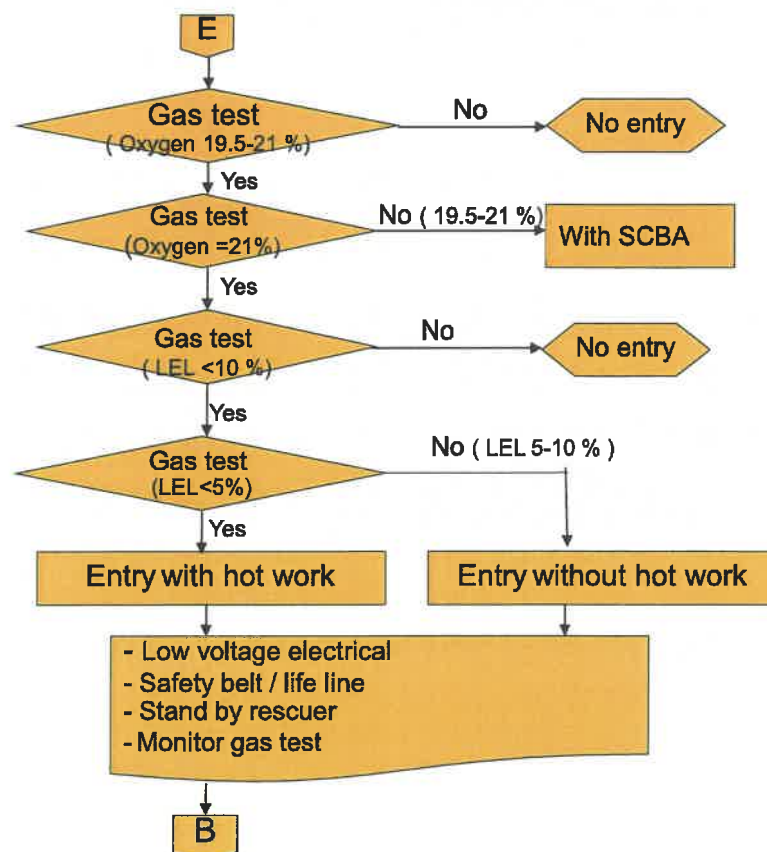 E
Gas test
( Oxygen 19.5-21 %)
No
No entry
Yes
Gas test
(Oxygen =21%)
No ( 19.5-21 %)
With SCBA
Yes
Gas test
( LEL <10 %)
No
No entry
Yes
Gas test
(LEL<5%)
No ( LEL 5-10 % )
Yes
Entry with hot work
Entry without hot work
- Low voltage electrical
- Safety belt / life line
- Stand by rescuer
- Monitor gas test
B